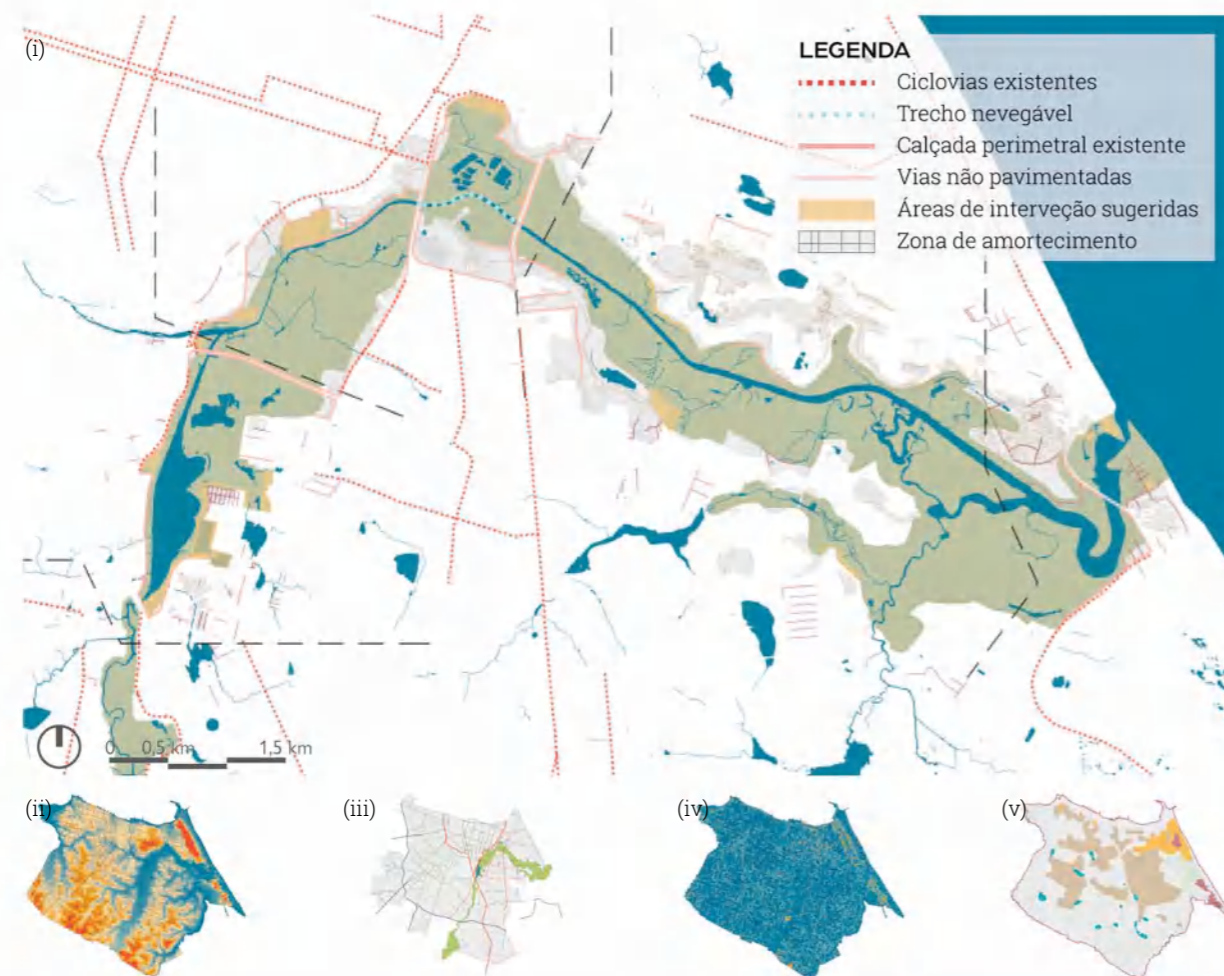 (i)
LEGENDA
Ciclovias existentes
Trecho nevegável
Calçada perimetral existente
Vias não pavimentadas
Áreas de interveção sugeridas
Zona de amortecimento
0 0,5 km 1,5 km
(ii)
(iii)
(iv)
(v)